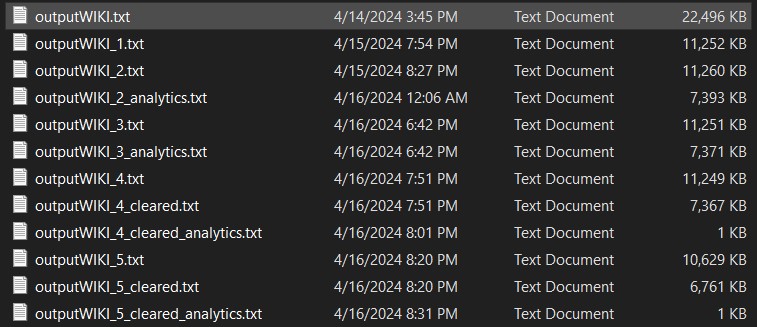 outputWIKI.txt 4/14/2024 3:45 PM Text Document 22,496 KB
outputWIKI_1.txt 4/15/2024 7:54 PM Text Document 11,252 KB
outputWIKI_2.txt 4/15/2024 8:27 PM Text Document 11,260 KB
outputWIKI_2_analytics.txt 4/16/2024 12:06 AM Text Document 7,393 KB
outputWIKI_3.txt 4/16/2024 6:42 PM Text Document 11,251 KB
outputWIKI_3_analytics.txt 4/16/2024 6:42 PM Text Document 7,371 KB
outputWIKI_4.txt 4/16/2024 7:51 PM Text Document 11,249 KB
outputWIKI_4_cleared.txt 4/16/2024 7:51 PM Text Document 7,367 KB
outputWIKI_4_cleared_analytics.txt 4/16/2024 8:01 PM Text Document 1 KB
outputWIKI_5.txt 4/16/2024 8:20 PM Text Document 10,629 KB
outputWIKI_5_cleared.txt 4/16/2024 8:20 PM Text Document 6,761 KB
outputWIKI_5_cleared_analytics.txt 4/16/2024 8:31 PM Text Document 1 KB